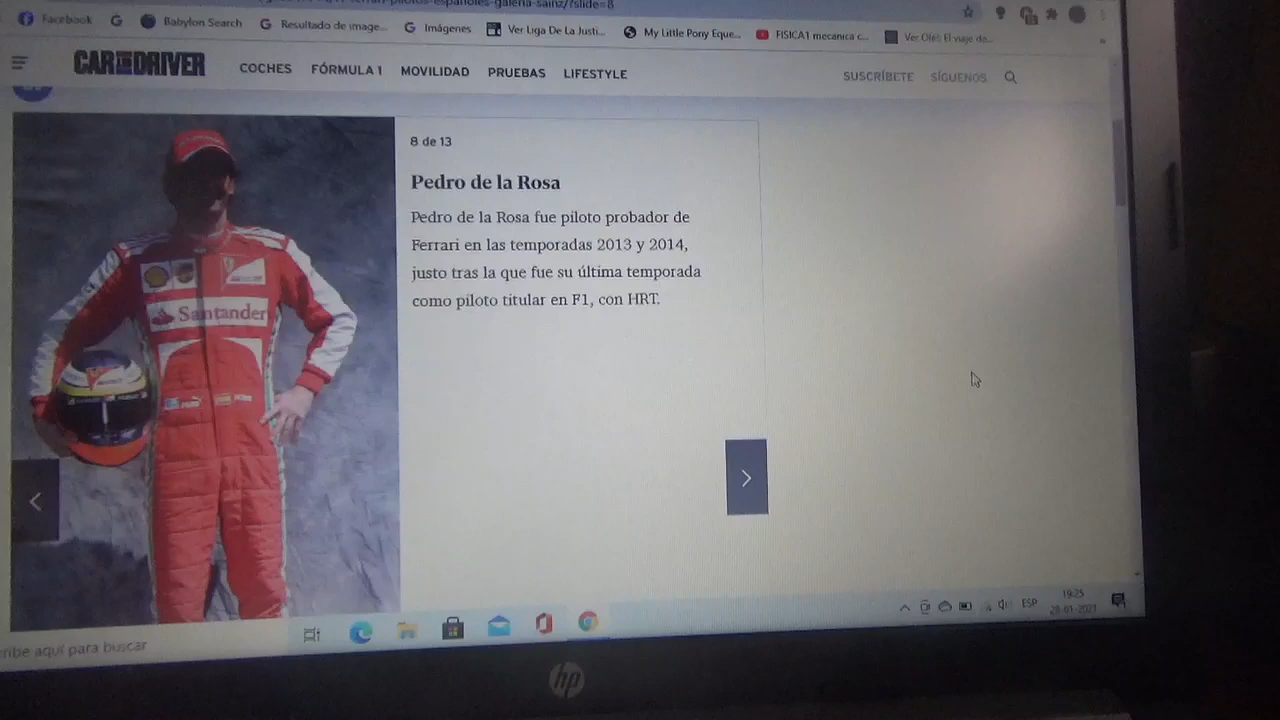 Facebook
Babylon Search
Resultado de image...
Imágenes
Ver Liga De La Justi...
My Little Pony Eque...
FISICA1 mecanica c...
CAR AND DRIVER
COCHES
FÓRMULA 1
MOVILIDAD
PRUEBAS
LIFESTYLE
SUSCRÍBETE
SÍGUENOS
8 de 13
Pedro de la Rosa
Pedro de la Rosa fue piloto probador de
Ferrari en las temporadas 2013 y 2014,
justo tras la que fue su última temporada
como piloto titular en F1, con HRT.
Santander
ESP
19:25
aquí para buscar
hp